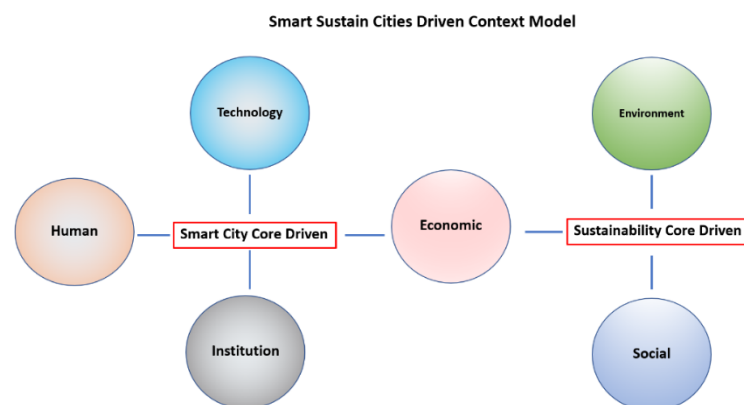 Smart Sustain Cities Driven Context Model
Technology
Environment
Human
Smart City Core Driven
Economic
Sustainability Core Driven
Institution
Social